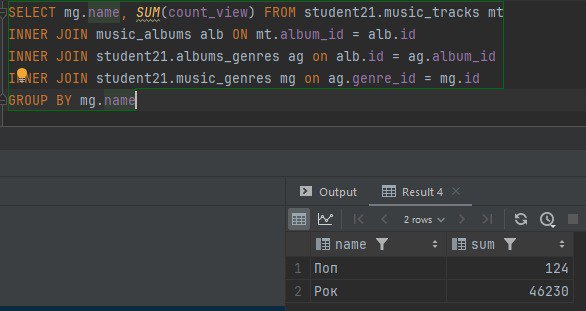 SELECT mg.name, SUM(count_view) FROM student21.music_tracks mt
INNER JOIN music_albums alb ON mt.album_id = alb.id
INNER JOIN student21.albums_genres ag on alb.id = ag.album_id
INNER JOIN student21.music_genres mg on ag.genre_id = mg.id
GROUP BY mg.name
Output Result 4
2 rows
name sum
1 Поп 124
2 Рок 46230